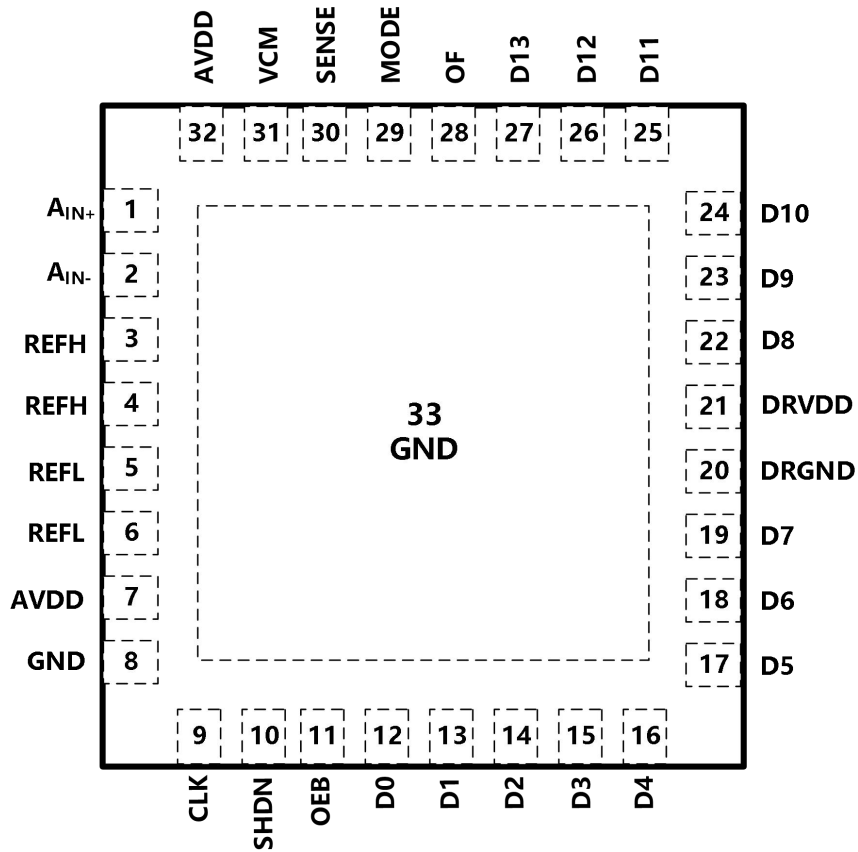 AVDD VCM SENSE MODE OF D13 D12 D11
32 31 30 29 28 27 26 25
AIN+ 1 24 D10
AIN- 2 23 D9
REFH 3 22 D8
REFH 4 21 DRVDD
33
GND
REFL 5 20 DRGND
REFL 6 19 D7
AVDD 7 18 D6
GND 8 17 D5
9 10 11 12 13 14 15 16
CLK SHDN OEB D0 D1 D2 D3 D4